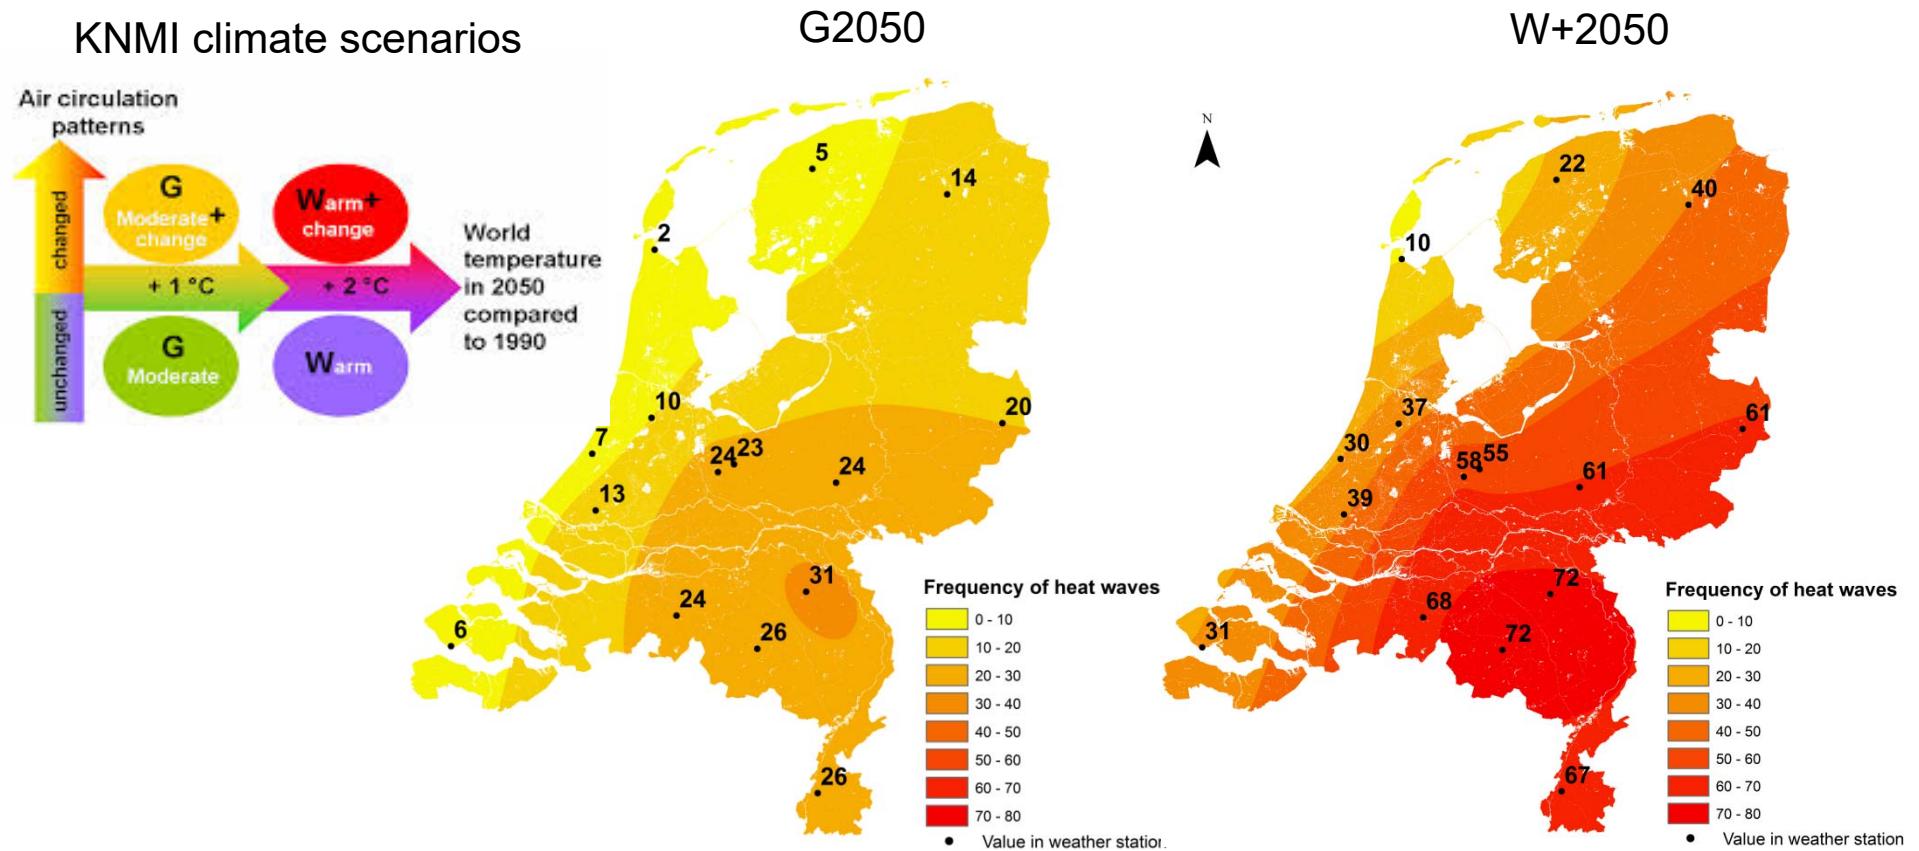 KNMI climate scenarios
Air circulation
patterns
changed
unchanged
G
Moderate+
change
Warm+
change
+ 1 °C
+ 2 °C
G
Moderate
Warm
World
temperature
in 2050
compared
to 1990
G2050
5
14
2
10
7
20
24
23
24
13
31
24
26
6
26
Frequency of heat waves
0 - 10
10 - 20
20 - 30
30 - 40
40 - 50
50 - 60
60 - 70
70 - 80
Value in weather station
W+2050
N
22
40
10
37
61
30
58
55
61
39
72
68
72
31
67
Frequency of heat waves
0 - 10
10 - 20
20 - 30
30 - 40
40 - 50
50 - 60
60 - 70
70 - 80
Value in weather station